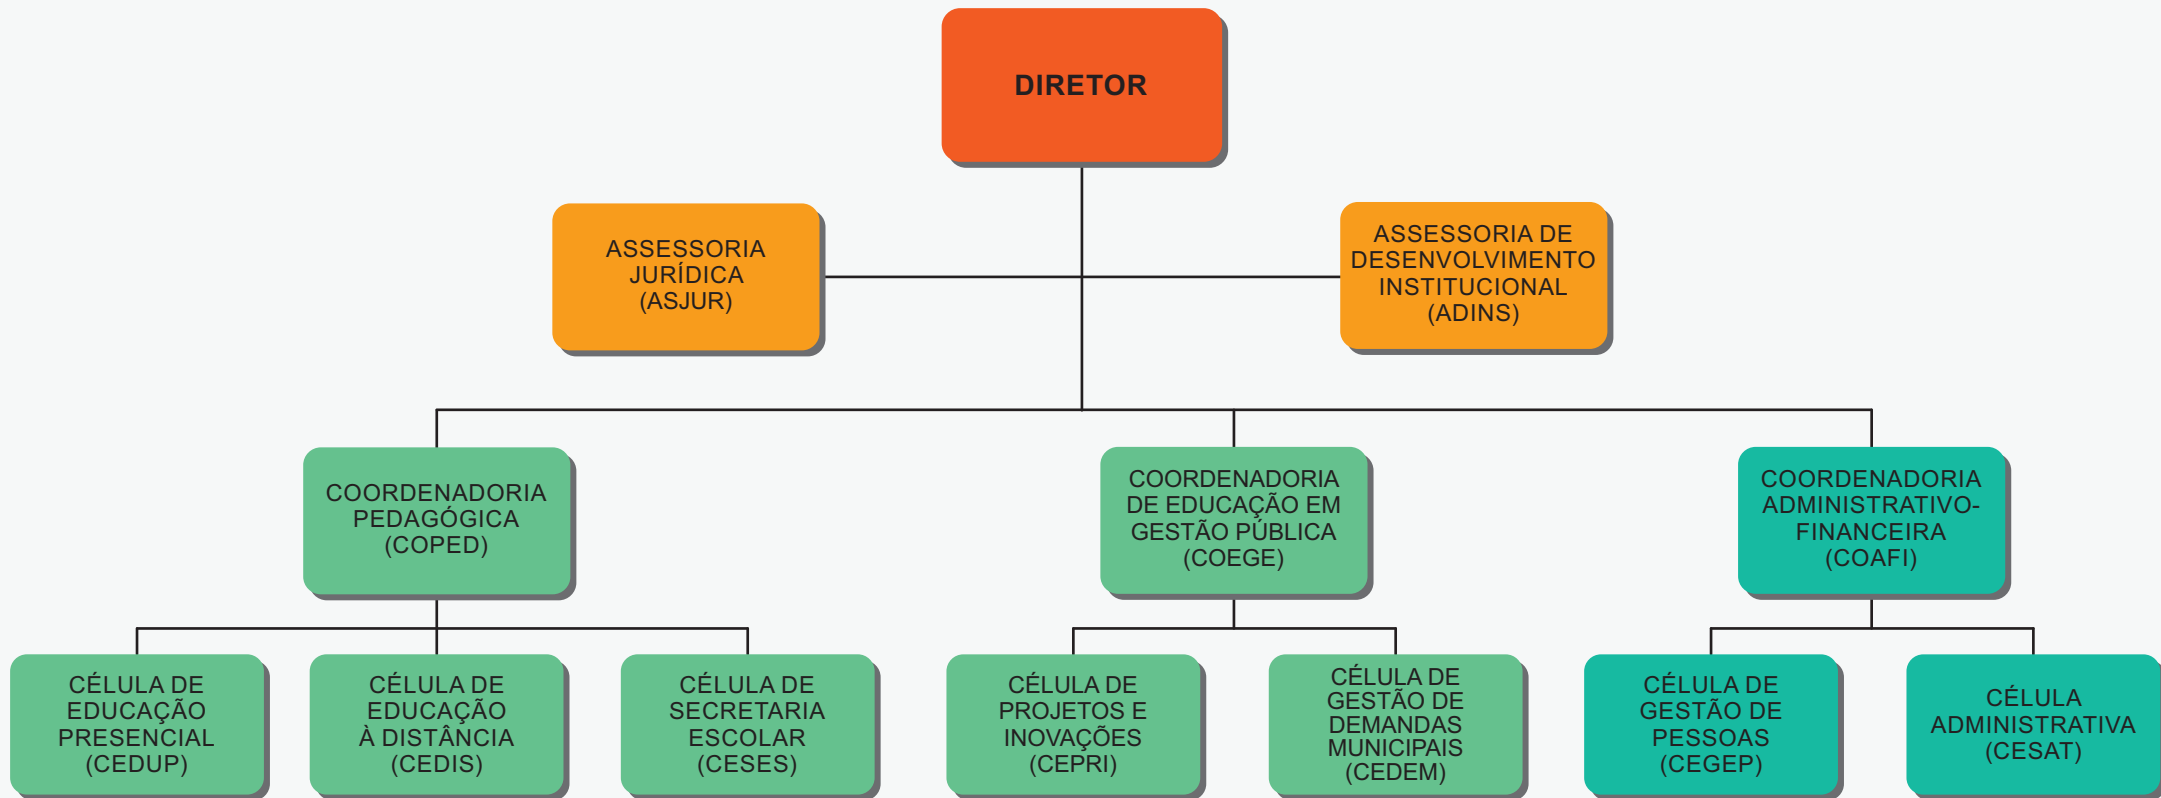 DIRETOR
ASSESSORIA
JURÍDICA
(ASJUR)
ASSESSORIA DE
DESENVOLVIMENTO
INSTITUCIONAL
(ADINS)
COORDENADORIA
PEDAGÓGICA
(COPED)
COORDENADORIA
DE EDUCAÇÃO EM
GESTÃO PÚBLICA
(COEGE)
COORDENADORIA
ADMINISTRATIVO-
FINANCEIRA
(COAFI)
CÉLULA DE
EDUCAÇÃO
PRESENCIAL
(CEDUP)
CÉLULA DE
EDUCAÇÃO
À DISTÂNCIA
(CEDIS)
CÉLULA DE
SECRETARIA
ESCOLAR
(CESES)
CÉLULA DE
PROJETOS E
INOVAÇÕES
(CEPRI)
CÉLULA DE
GESTÃO DE
DEMANDAS
MUNICIPAIS
(CEDEM)
CÉLULA DE
GESTÃO DE
PESSOAS
(CEGEP)
CÉLULA
ADMINISTRATIVA
(CESAT)